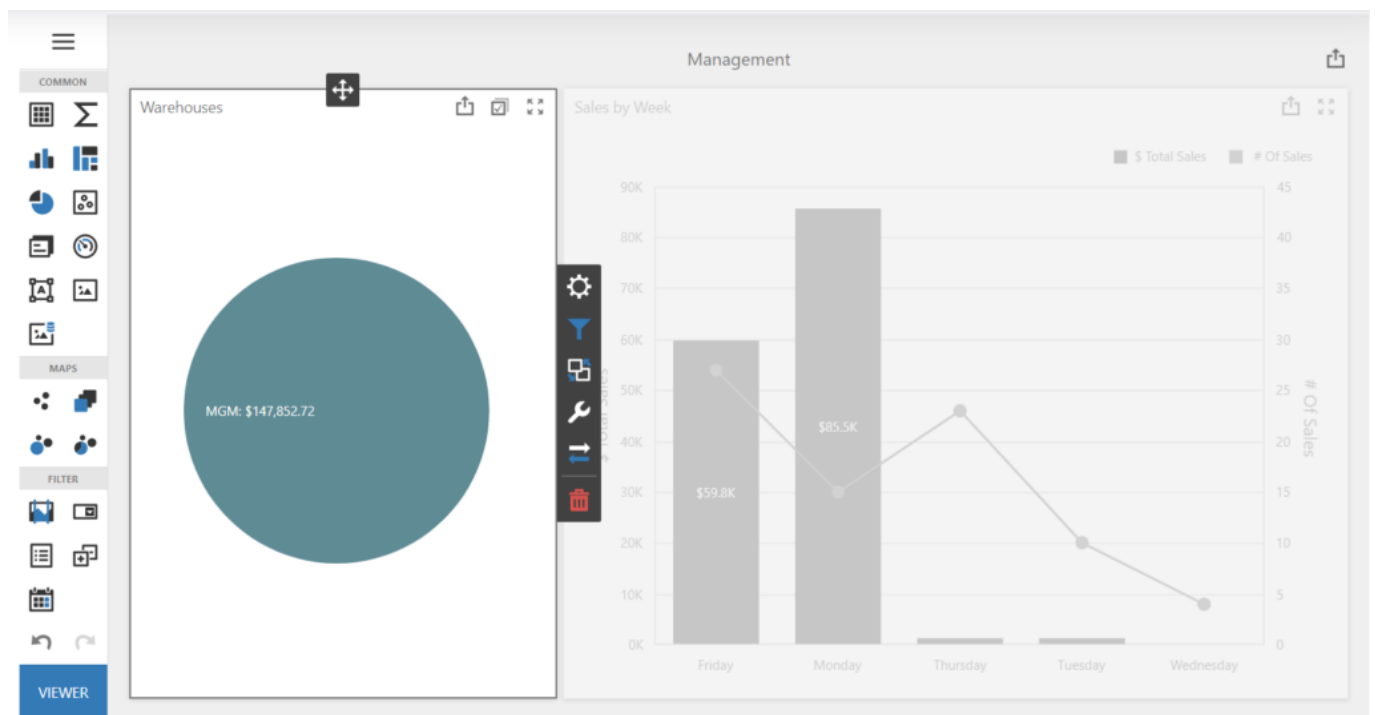 Management
COMMON
MAPS
FILTER
VIEWER
Warehouses
MGM: $147,852.72
Sales by Week
$ Total Sales
# Of Sales
90K
80K
70K
60K
50K
40K
30K
20K
10K
0K
$ Total Sales
$59.8K
$85.5K
45
40
35
30
25
20
15
10
5
0
# Of Sales
Friday
Monday
Thursday
Tuesday
Wednesday